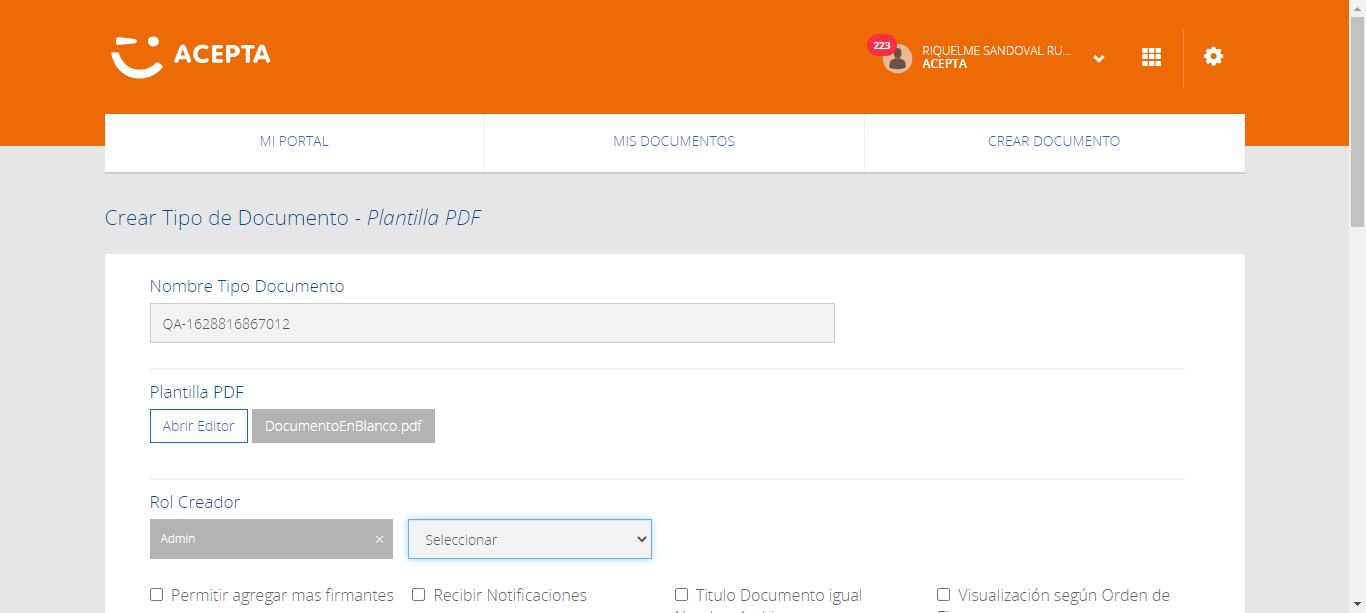 ACEPTA
223
RIQUELME SANDOVAL RU...
ACEPTA
MI PORTAL
MIS DOCUMENTOS
CREAR DOCUMENTO
Crear Tipo de Documento - Plantilla PDF
Nombre Tipo Documento
QA-1628816867012
Plantilla PDF
Abrir Editor
DocumentoEnBlanco.pdf
Rol Creador
Admin ×
Seleccionar
Permitir agregar mas firmantes
Recibir Notificaciones
Titulo Documento igual
Visualización según Orden de